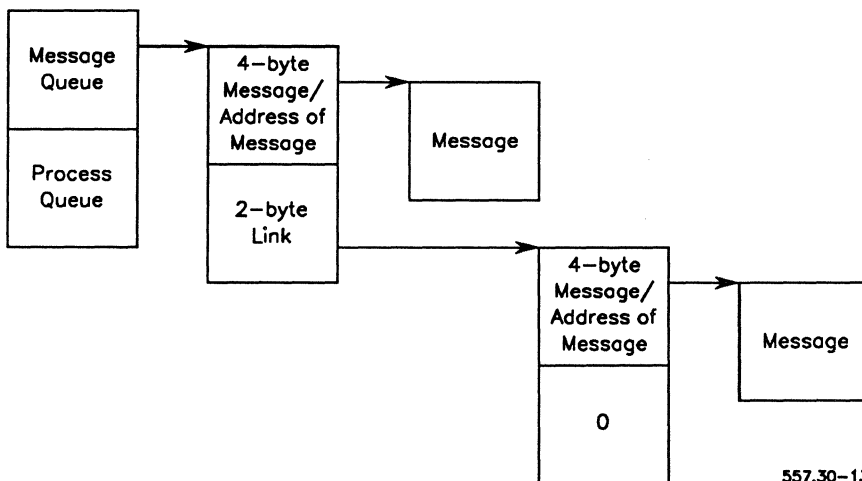 Message
Queue
Process
Queue
4-byte
Message/
Address of
Message
2-byte
Link
Message
4-byte
Message/
Address of
Message
0
Message